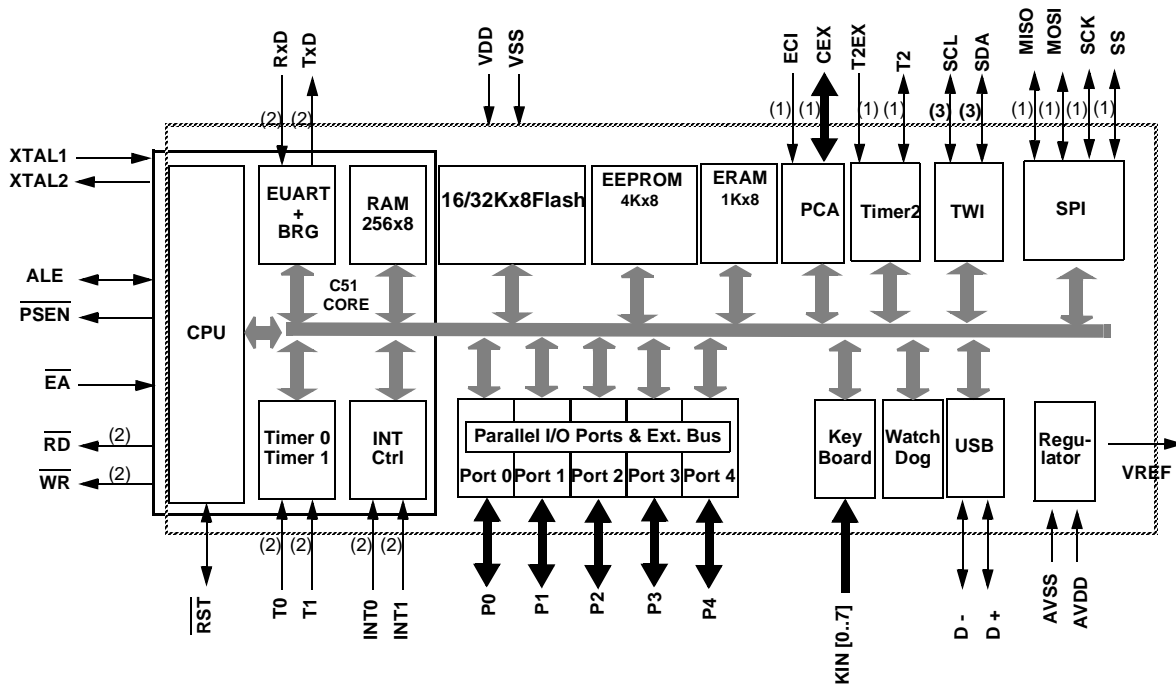 RxD
TxD
VDD
VSS
ECI
CEX
T2EX
T2
SCL
SDA
MISO
MOSI
SCK
SS
(2)
(2)
(1)
(1)
(1)
(1)
(3)
(3)
(1)
(1)
(1)
(1)
XTAL1
XTAL2
ALE
PSEN
EA
RD
(2)
WR
(2)
CPU
EUART
+
BRG
RAM
256x8
C51
CORE
16/32Kx8Flash
EEPROM
4Kx8
ERAM
1Kx8
PCA
Timer2
TWI
SPI
Timer 0
Timer 1
INT
Ctrl
Parallel I/O Ports & Ext. Bus
Port 0
Port 1
Port 2
Port 3
Port 4
Key
Board
Watch
Dog
USB
Regu-
lator
VREF
(2)
(2)
(2)
(2)
RST
T0
T1
INT0
INT1
P0
P1
P2
P3
P4
KIN [0..7]
D -
D +
AVSS
AVDD